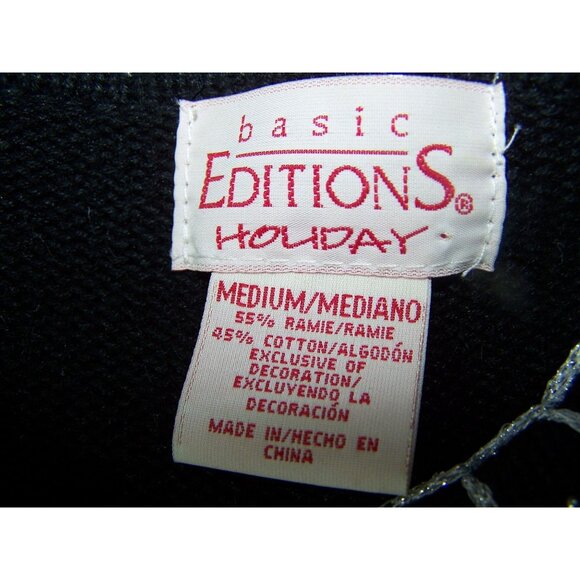 basic
EDITIONS®
HOLIDAY
MEDIUM/MEDIANO
55% RAMIE/RAMIE
45% COTTON/ALGODÓN
EXCLUSIVE OF
DECORATION/
EXCLUYENDO LA
DECORACIÓN
MADE IN/HECHO EN
CHINA